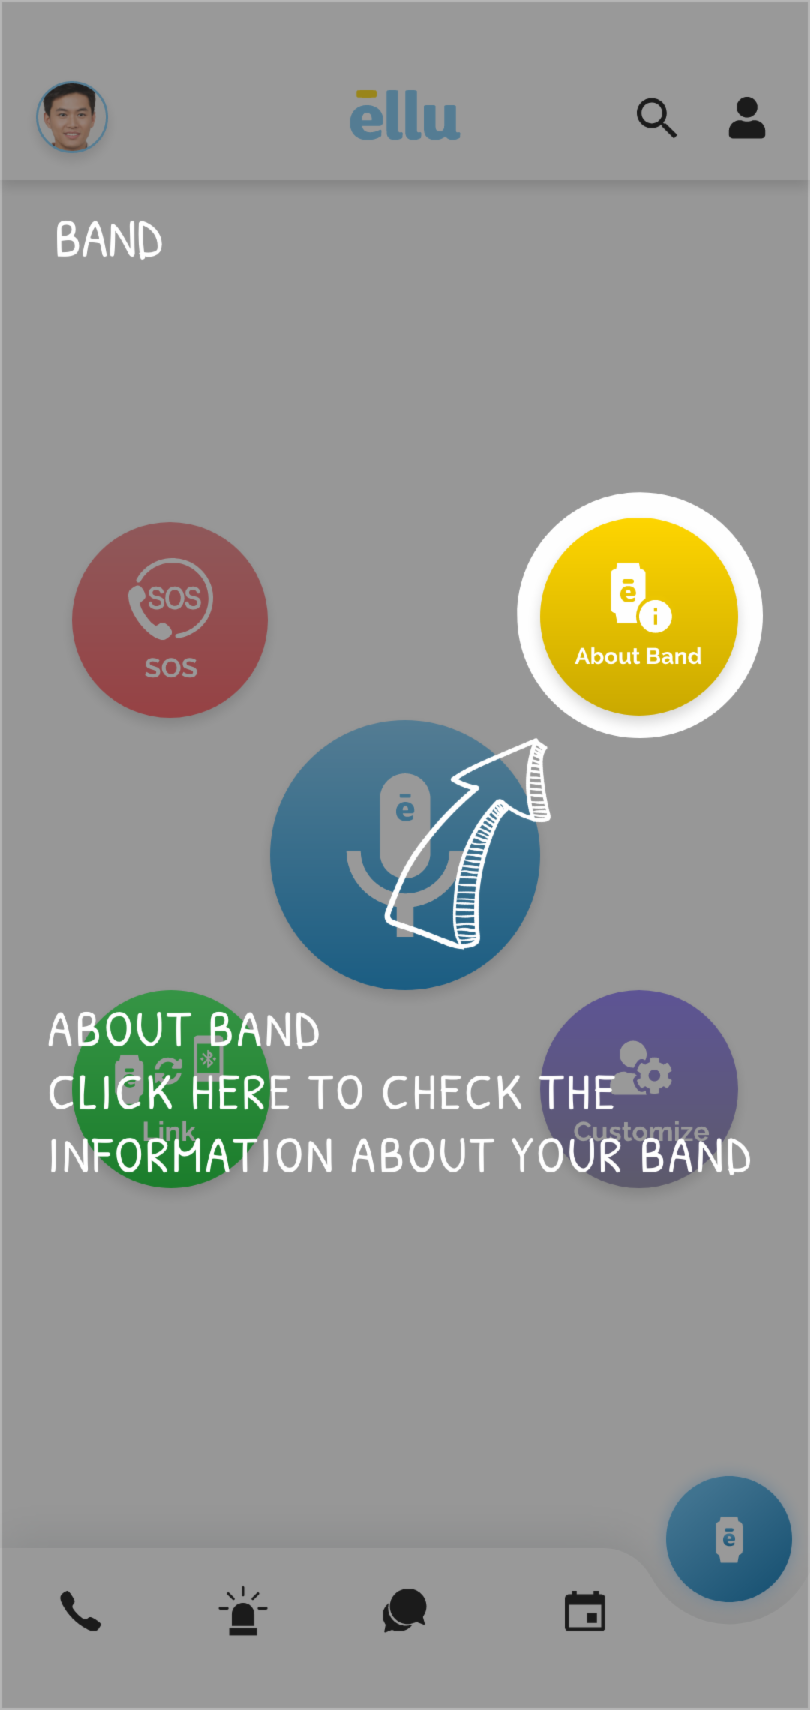 ēllu
BAND
SOS
SOS
ē
i
About Band
ē
ABOUT BAND
ē
CLICK HERE TO CHECK THE
Link
Customize
INFORMATION ABOUT YOUR BAND
ē